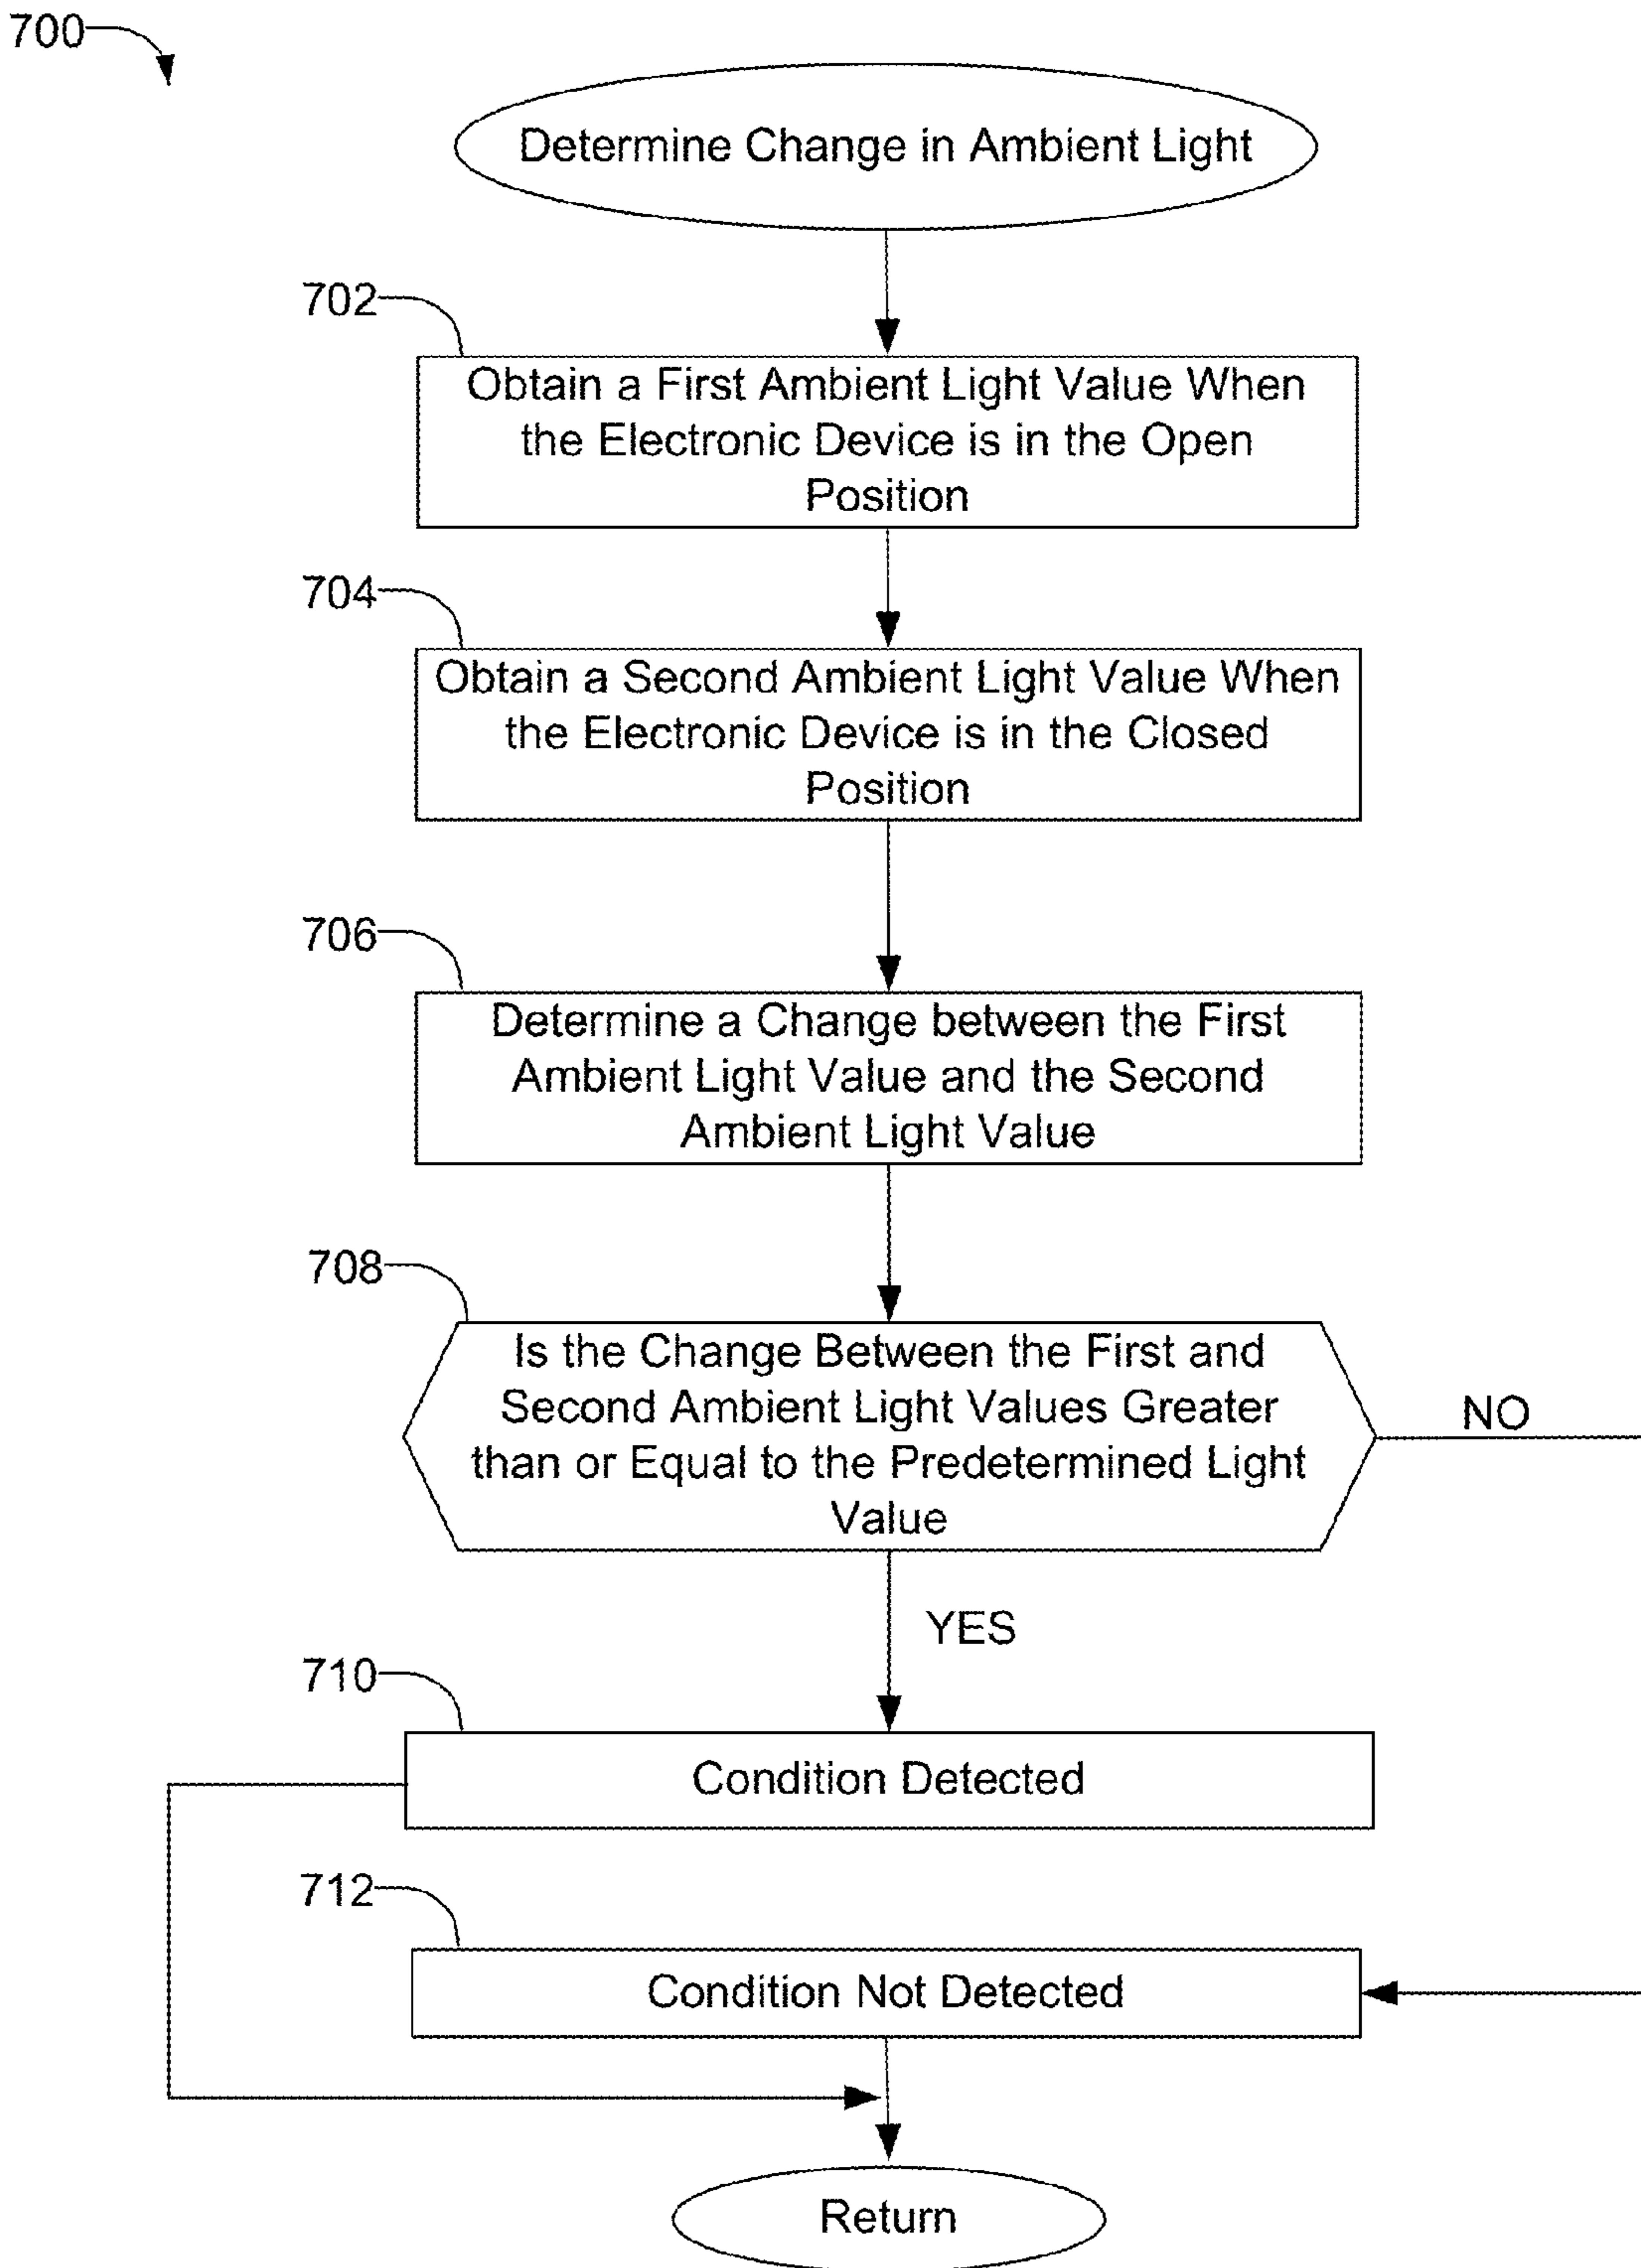 700
Determine Change in Ambient Light
702
Obtain a First Ambient Light Value When
the Electronic Device is in the Open
Position
704
Obtain a Second Ambient Light Value When
the Electronic Device is in the Closed
Position
706
Determine a Change between the First
Ambient Light Value and the Second
Ambient Light Value
708
Is the Change Between the First and
Second Ambient Light Values Greater
than or Equal to the Predetermined Light
Value
NO
YES
710
Condition Detected
712
Condition Not Detected
Return